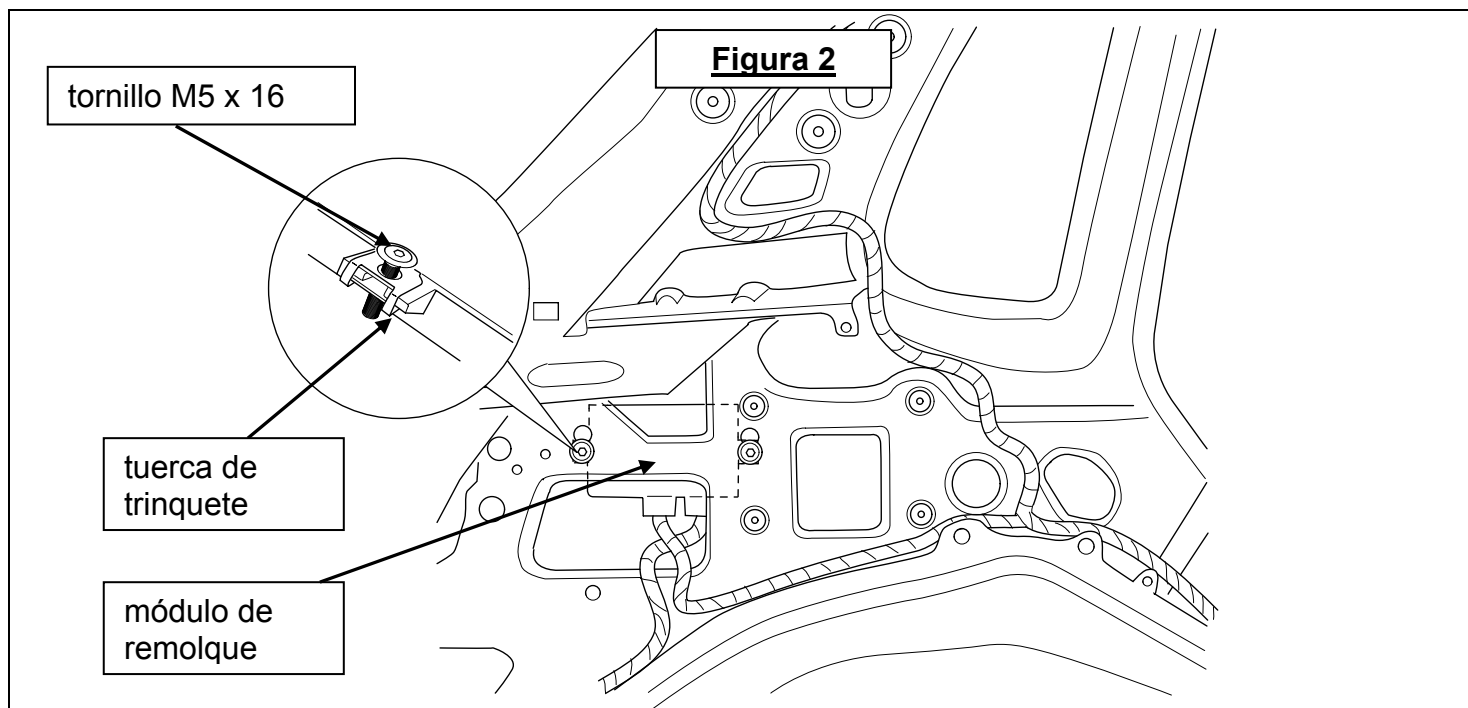 Figura 2
tornillo M5 x 16
tuerca de
trinquete
módulo de
remolque